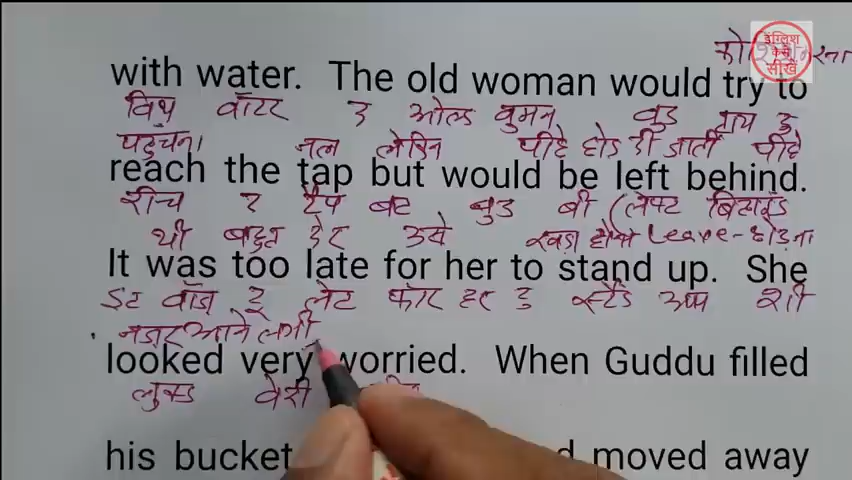 इंग्लिश कैसे सीखें
with water. The old woman would try to
विथ वॉटर द ओल्ड वुमन वुड ट्राय टु
पहुंचना नल लेकिन पीछे छोड़ दी जाती पीछे
reach the tap but would be left behind.
रीच द टैप बट वुड बी (लेफ्ट बिहाइंड
थी बहुत देर उसे खड़ा होना Leave-छोड़ना
It was too late for her to stand up. She
इट वॉज टू लेट फॉर हर टु स्टैंड अप शी
नजर आने लगी
looked very worried. When Guddu filled
लुक्ड वेरी
his bucket moved away